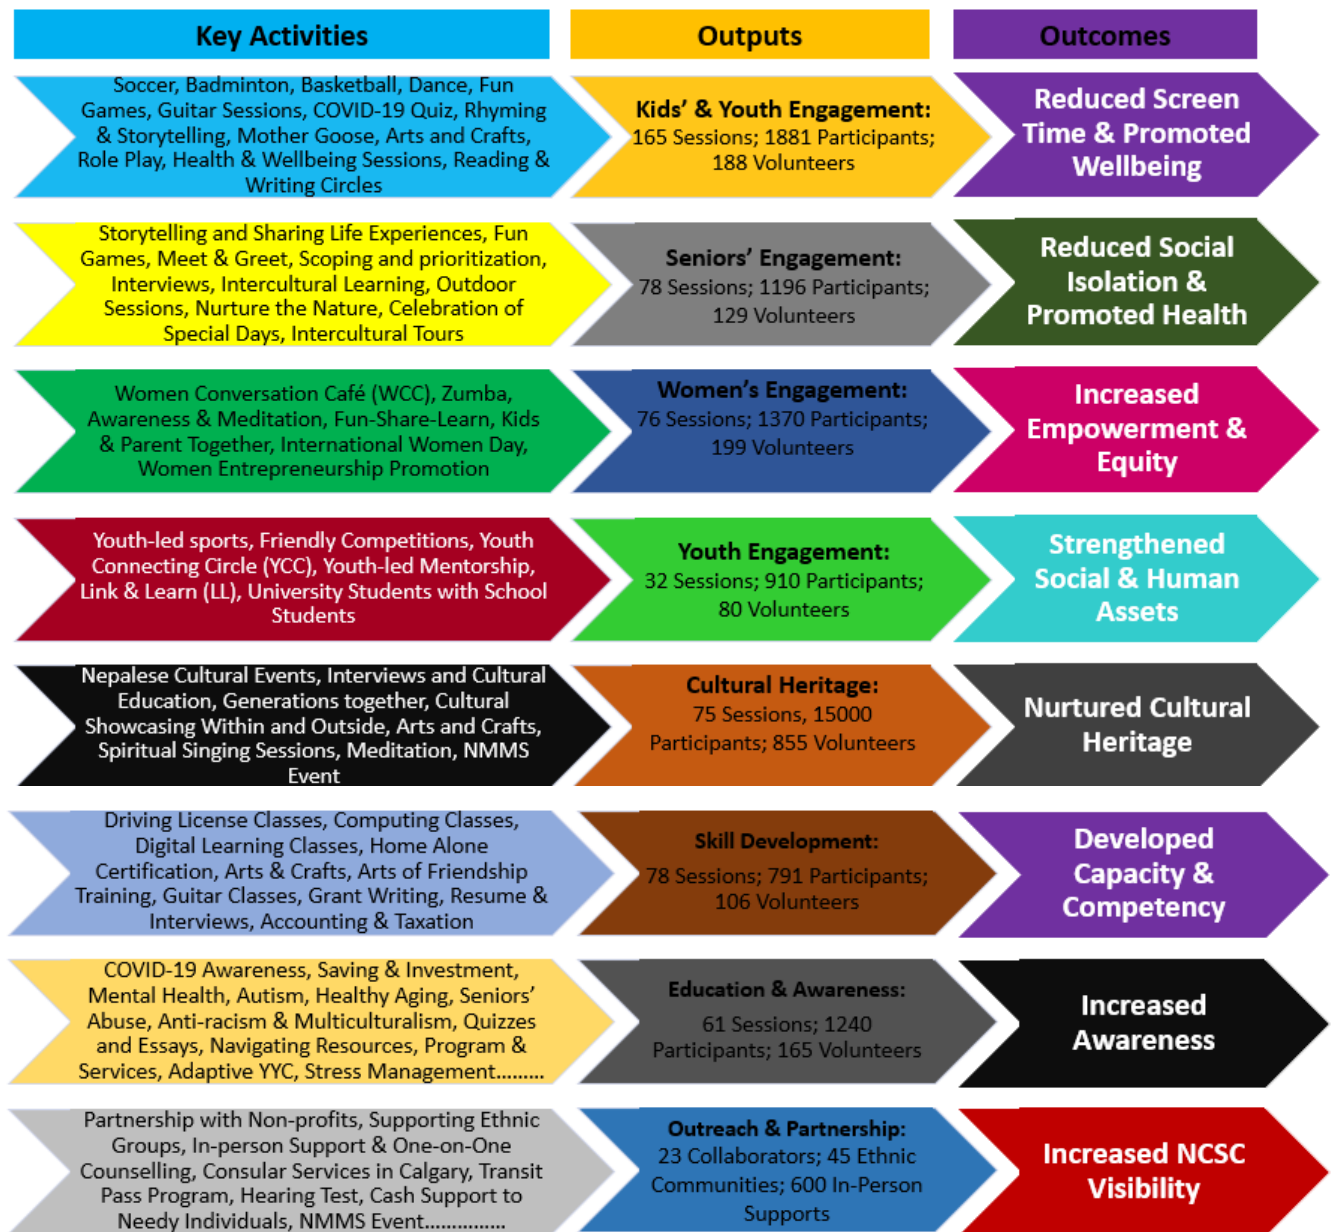 Key Activities
Outputs
Outcomes
Soccer, Badminton, Basketball, Dance, Fun
Games, Guitar Sessions, COVID-19 Quiz, Rhyming
& Storytelling, Mother Goose, Arts and Crafts,
Role Play, Health & Wellbeing Sessions, Reading &
Writing Circles
Kids’ & Youth Engagement:
165 Sessions; 1881 Participants;
188 Volunteers
Reduced Screen
Time & Promoted
Wellbeing
Storytelling and Sharing Life Experiences, Fun
Games, Meet & Greet, Scoping and prioritization,
Interviews, Intercultural Learning, Outdoor
Sessions, Nurture the Nature, Celebration of
Special Days, Intercultural Tours
Seniors’ Engagement:
78 Sessions; 1196 Participants;
129 Volunteers
Reduced Social
Isolation &
Promoted Health
Women Conversation Café (WCC), Zumba,
Awareness & Meditation, Fun-Share-Learn, Kids
& Parent Together, International Women Day,
Women Entrepreneurship Promotion
Women’s Engagement:
76 Sessions; 1370 Participants;
199 Volunteers
Increased
Empowerment &
Equity
Youth-led sports, Friendly Competitions, Youth
Connecting Circle (YCC), Youth-led Mentorship,
Link & Learn (LL), University Students with School
Students
Youth Engagement:
32 Sessions; 910 Participants;
80 Volunteers
Strengthened
Social & Human
Assets
Nepalese Cultural Events, Interviews and Cultural
Education, Generations together, Cultural
Showcasing Within and Outside, Arts and Crafts,
Spiritual Singing Sessions, Meditation, NMMS
Event
Cultural Heritage:
75 Sessions, 15000
Participants; 855 Volunteers
Nurtured Cultural
Heritage
Driving License Classes, Computing Classes,
Digital Learning Classes, Home Alone
Certification, Arts & Crafts, Arts of Friendship
Training, Guitar Classes, Grant Writing, Resume &
Interviews, Accounting & Taxation
Skill Development:
78 Sessions; 791 Participants;
106 Volunteers
Developed
Capacity &
Competency
COVID-19 Awareness, Saving & Investment,
Mental Health, Autism, Healthy Aging, Seniors’
Abuse, Anti-racism & Multiculturalism, Quizzes
and Essays, Navigating Resources, Program &
Services, Adaptive YYC, Stress Management.........
Education & Awareness:
61 Sessions; 1240
Participants; 165 Volunteers
Increased
Awareness
Partnership with Non-profits, Supporting Ethnic
Groups, In-person Support & One-on-One
Counselling, Consular Services in Calgary, Transit
Pass Program, Hearing Test, Cash Support to
Needy Individuals, NMMS Event...............
Outreach & Partnership:
23 Collaborators; 45 Ethnic
Communities; 600 In-Person
Supports
Increased NCSC
Visibility